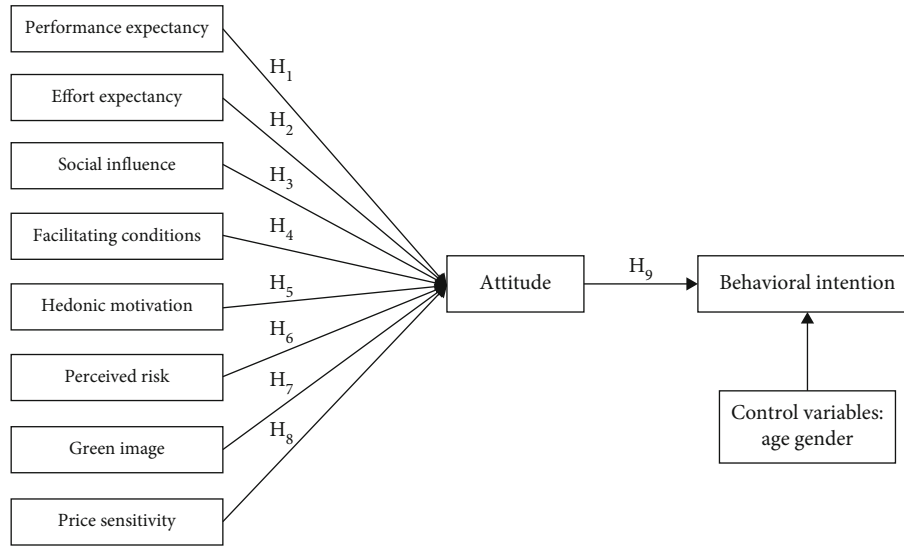 Performance expectancy
H1
Effort expectancy
H2
Social influence
H3
Facilitating conditions
H4
Hedonic motivation
H5
Perceived risk
H6
Green image
H7
Price sensitivity
H8
Attitude
H9
Behavioral intention
Control variables:
age gender